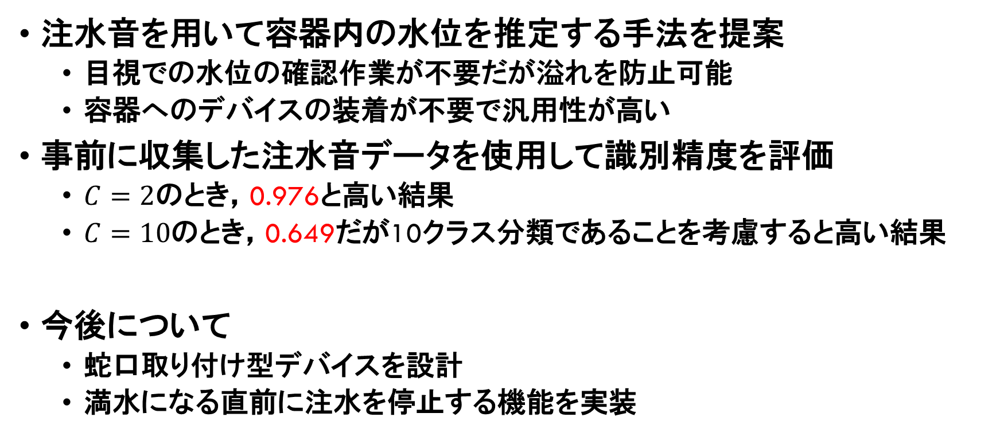 • 注水音を用いて容器内の水位を推定する手法を提案
• 目視での水位の確認作業が不要だが溢れを防止可能
• 容器へのデバイスの装着が不要で汎用性が高い
• 事前に収集した注水音データを使用して識別精度を評価
• C = 2のとき，0.976と高い結果
• C = 10のとき，0.649だが10クラス分類であることを考慮すると高い結果
• 今後について
• 蛇口取り付け型デバイスを設計
• 満水になる直前に注水を停止する機能を実装